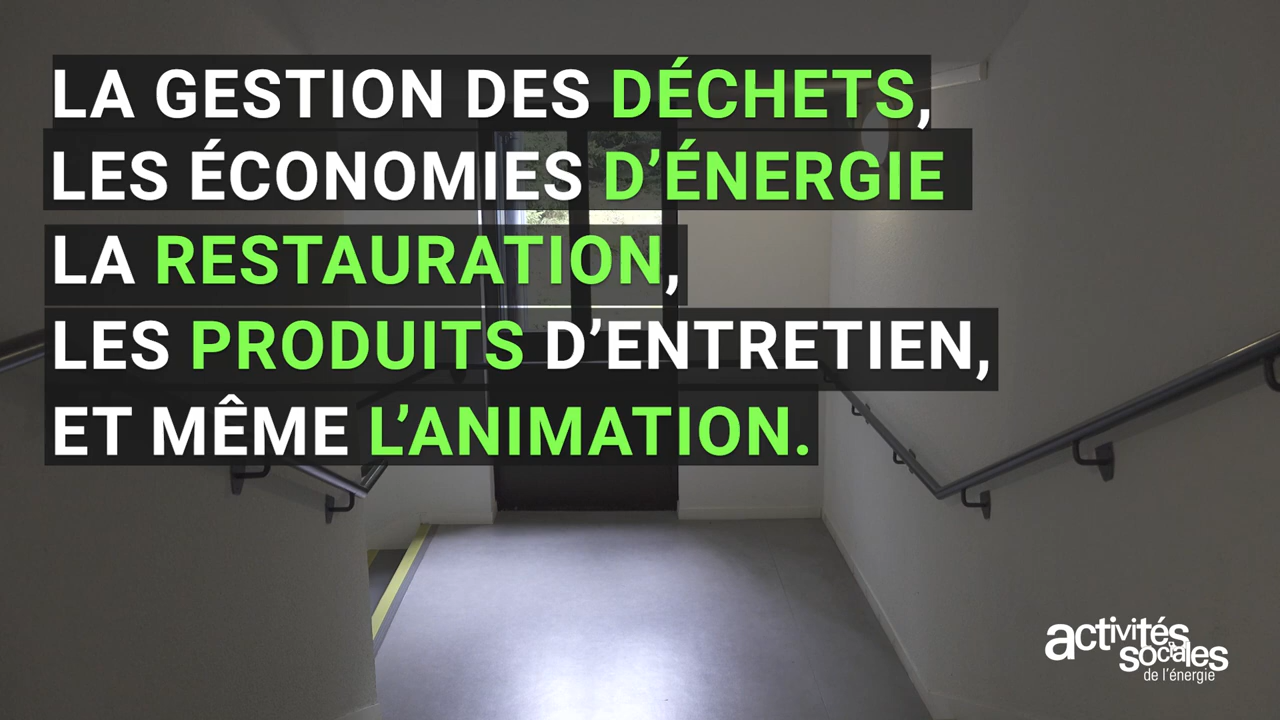 LA GESTION DES DÉCHETS,
LES ÉCONOMIES D’ÉNERGIE
LA RESTAURATION,
LES PRODUITS D’ENTRETIEN,
ET MÊME L’ANIMATION.
activités
sociales
de l’énergie